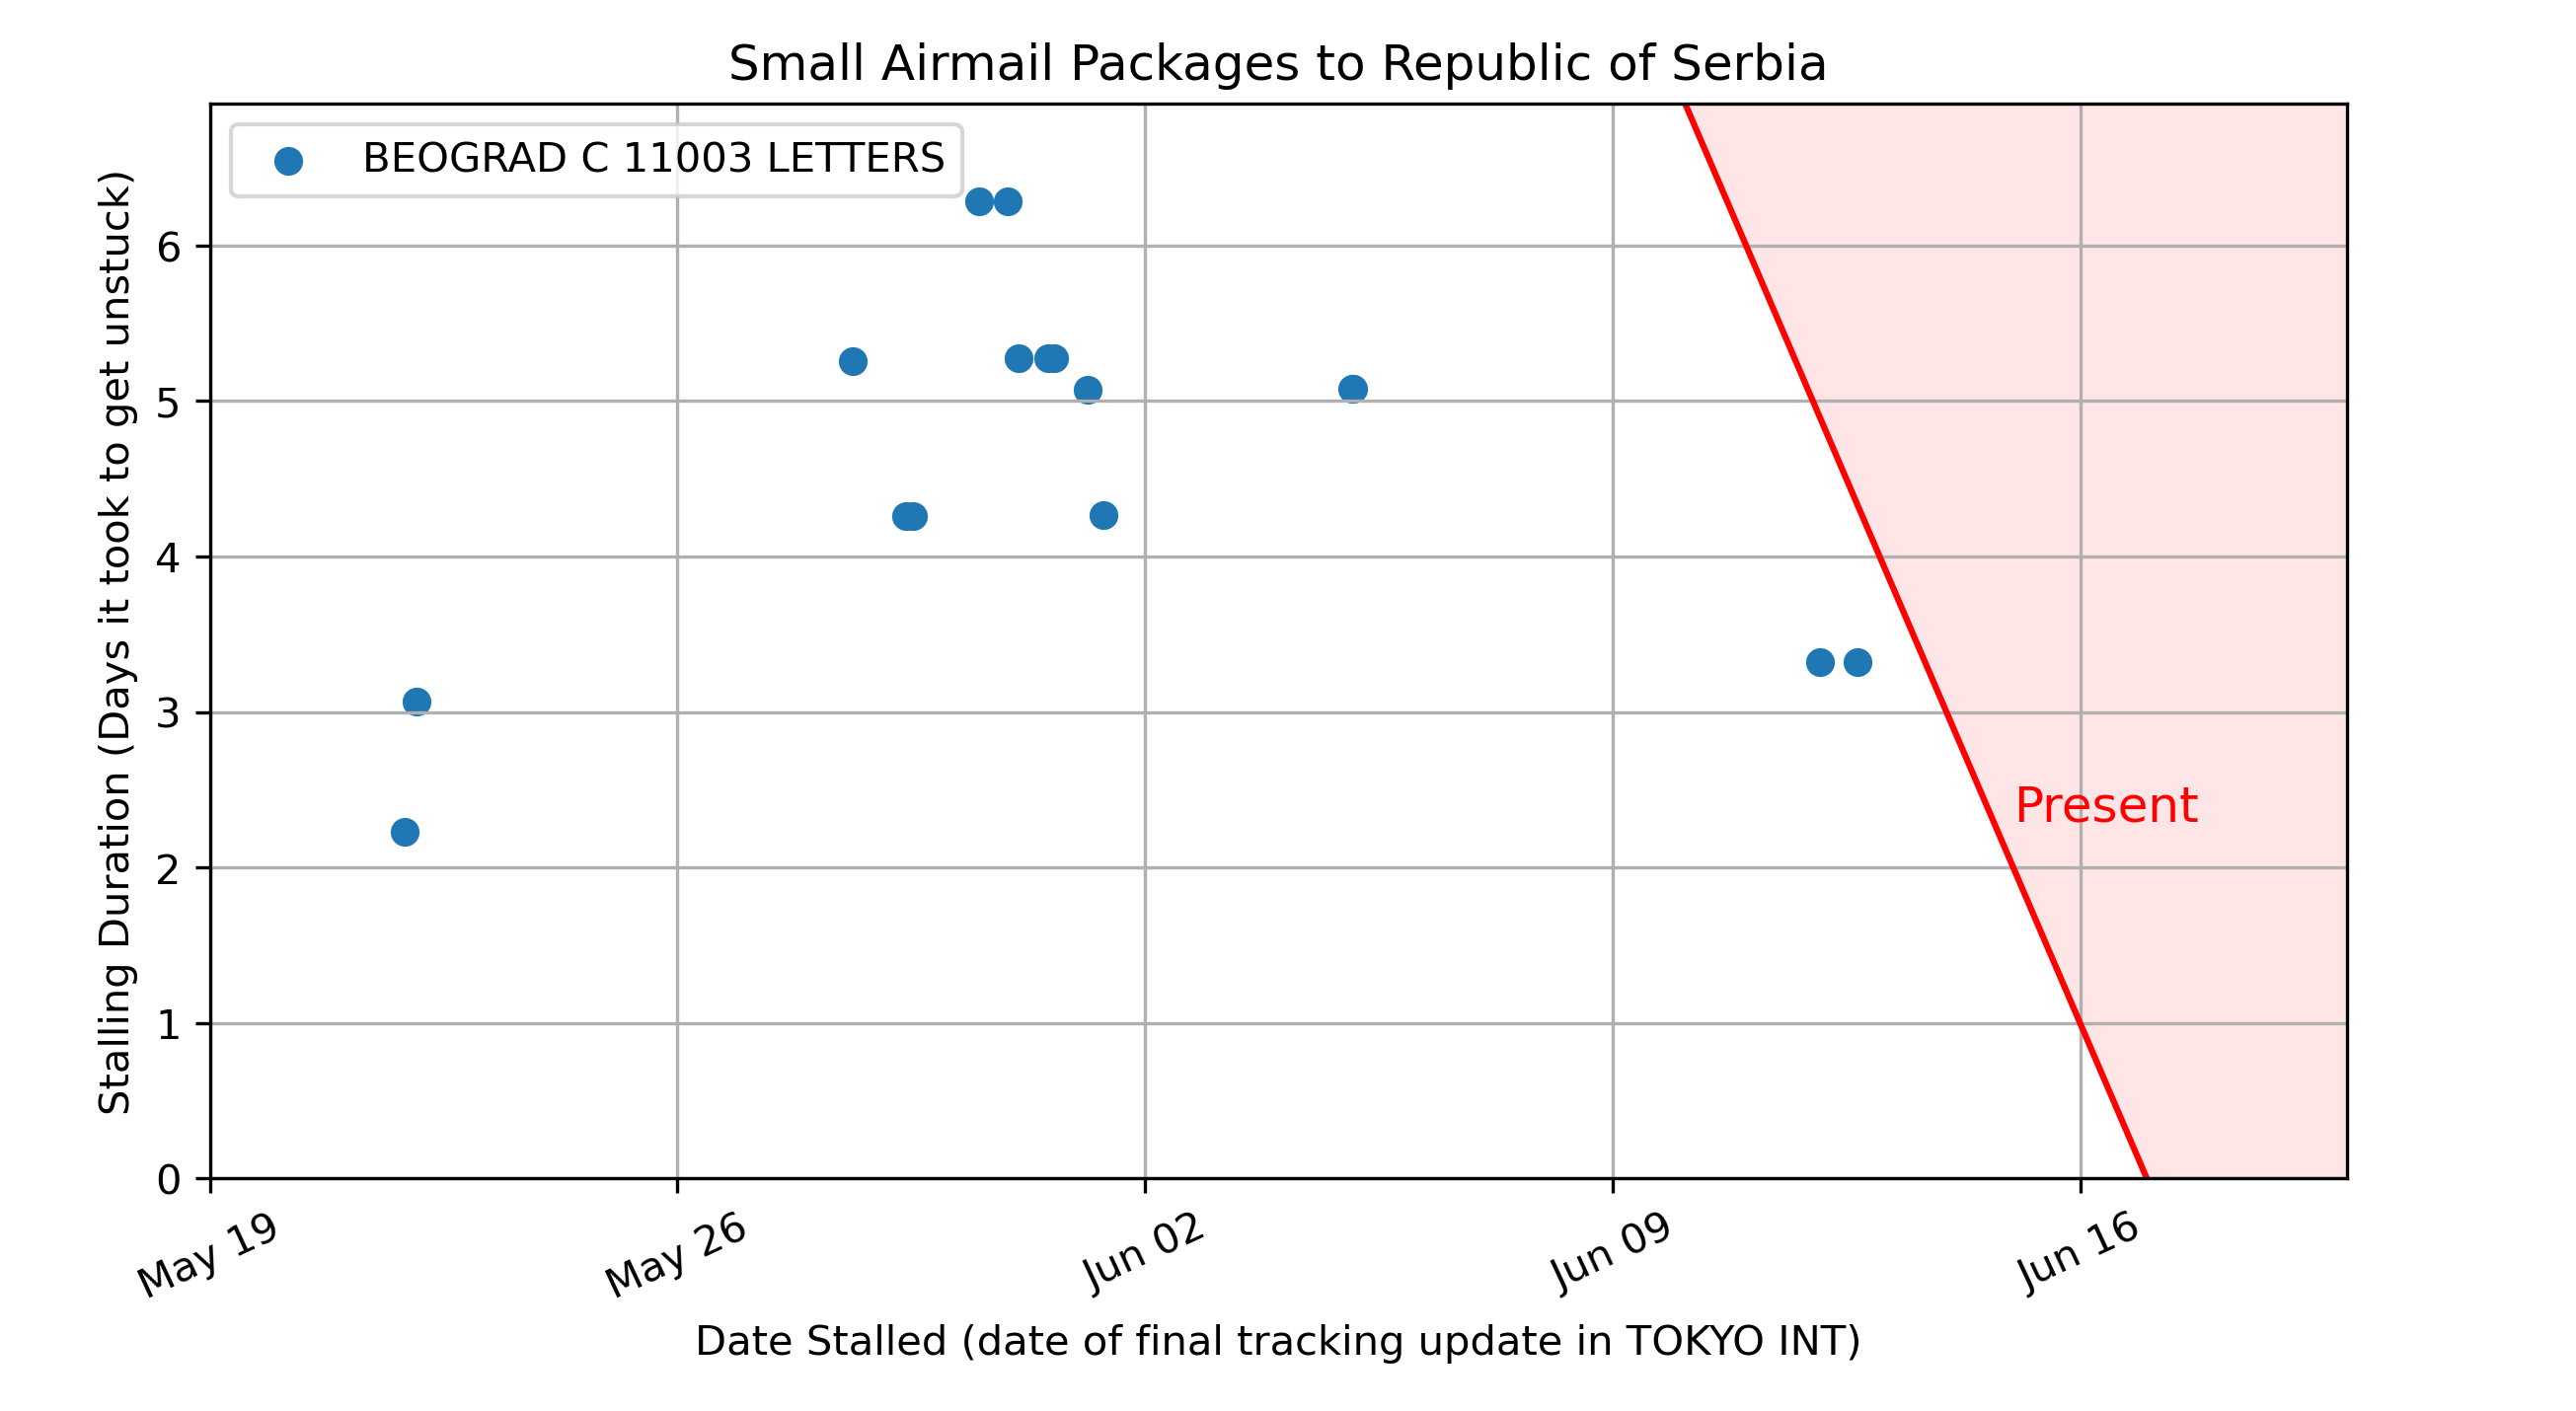 Small Airmail Packages to Republic of Serbia
BEOGRAD C 11003 LETTERS
Stalling Duration (Days it took to get unstuck)
6
5
4
3
2
1
0
Present
May 19
May 26
Jun 02
Jun 09
Jun 16
Date Stalled (date of final tracking update in TOKYO INT)